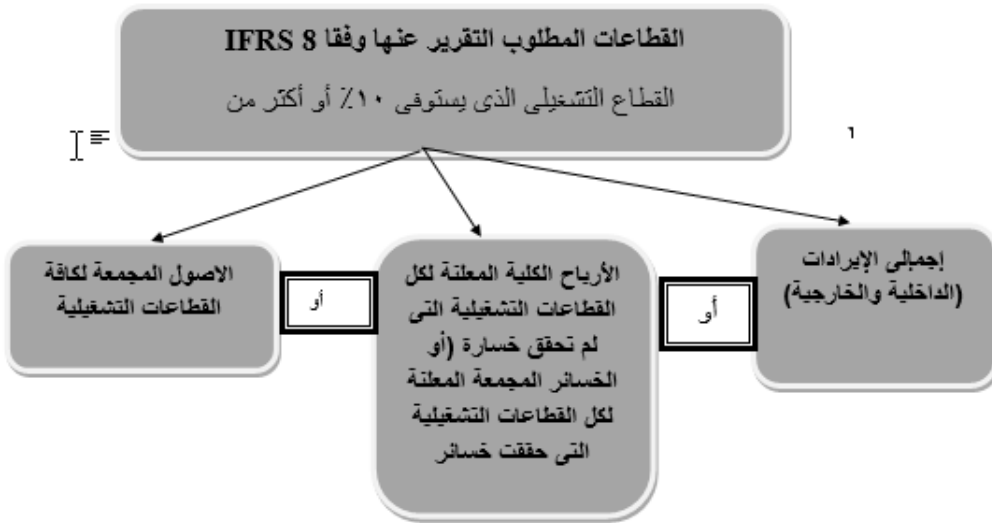 القطاعات المطلوب التقرير عنها وفقا IFRS 8
القطاع التشغيلى الذى يستوفى ١٠٪ أو أكثر من
إجمالى الإيرادات
(الداخلية والخارجية)
أو
الأرباح الكلية المعلنة لكل
القطاعات التشغيلية التى
لم تحقق خسارة (أو
الخسائر المجمعة المعلنة
لكل القطاعات التشغيلية
التى حققت خسائر
أو
الاصول المجمعة لكافة
القطاعات التشغيلية